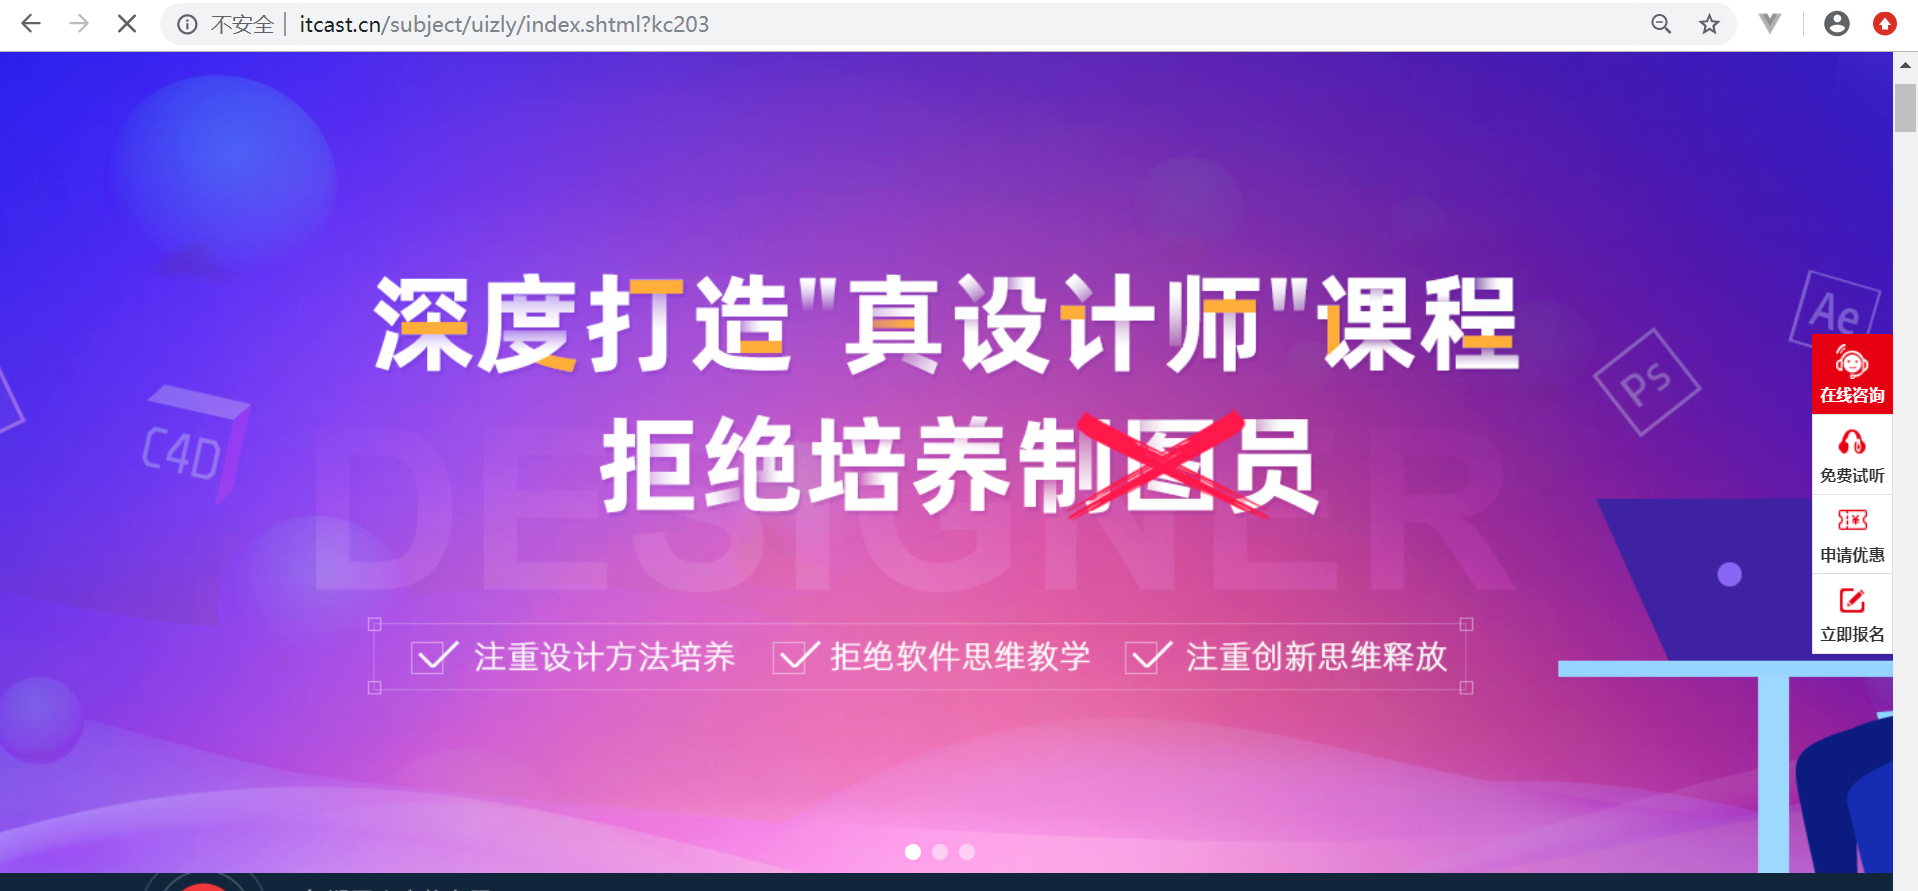 不安全 | itcast.cn/subject/uizly/index.shtml?kc203
深度打造"真设计师"课程
拒绝培养制图员
DESIGNER
C4D
Ae
Ps
注重设计方法培养 拒绝软件思维教学 注重创新思维释放
在线咨询
免费试听
申请优惠
立即报名